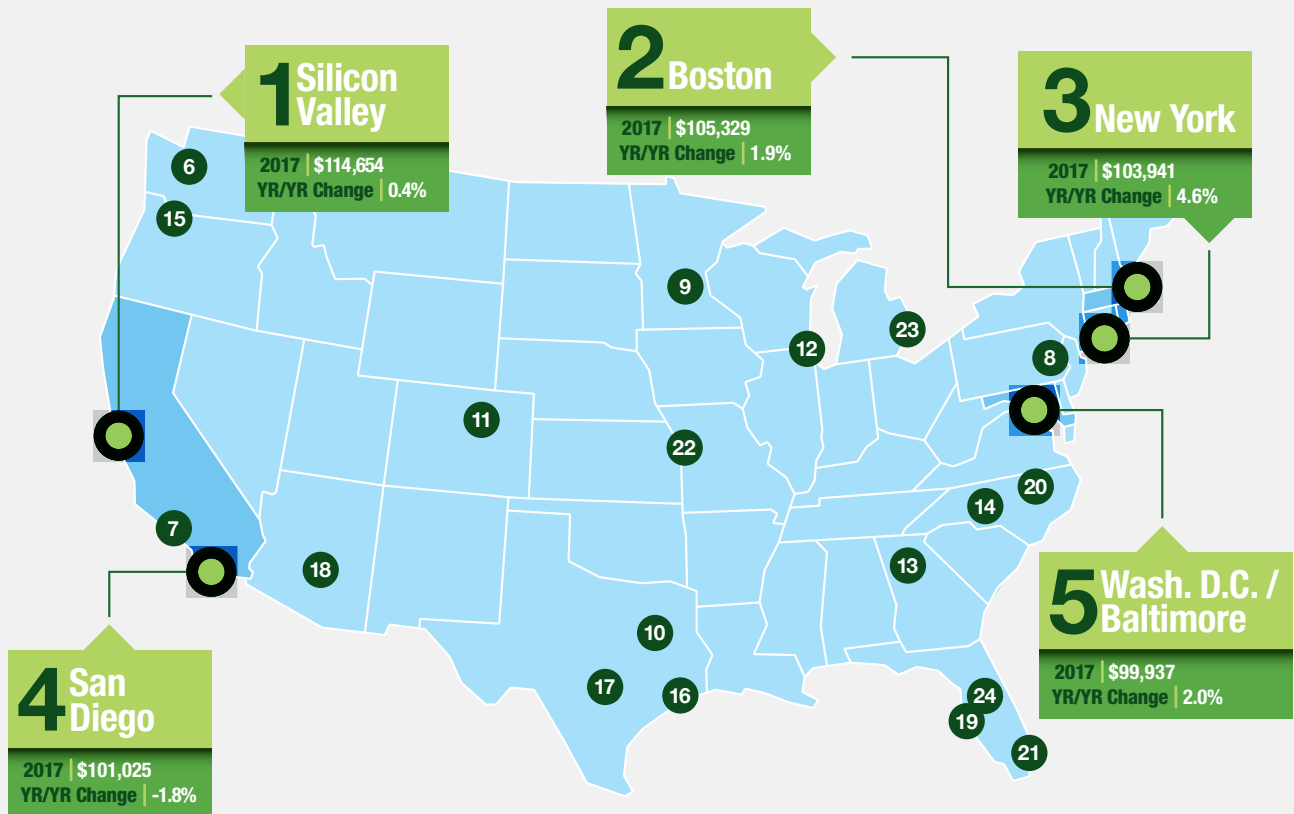 1 Silicon
Valley
2017 | $114,654
YR/YR Change | 0.4%
2 Boston
2017 | $105,329
YR/YR Change | 1.9%
3 New York
2017 | $103,941
YR/YR Change | 4.6%
4 San
Diego
2017 | $101,025
YR/YR Change | -1.8%
5 Wash. D.C. /
Baltimore
2017 | $99,937
YR/YR Change | 2.0%
6
15
9
23
12
8
11
22
20
14
7
18
13
10
17
16
24
19
21